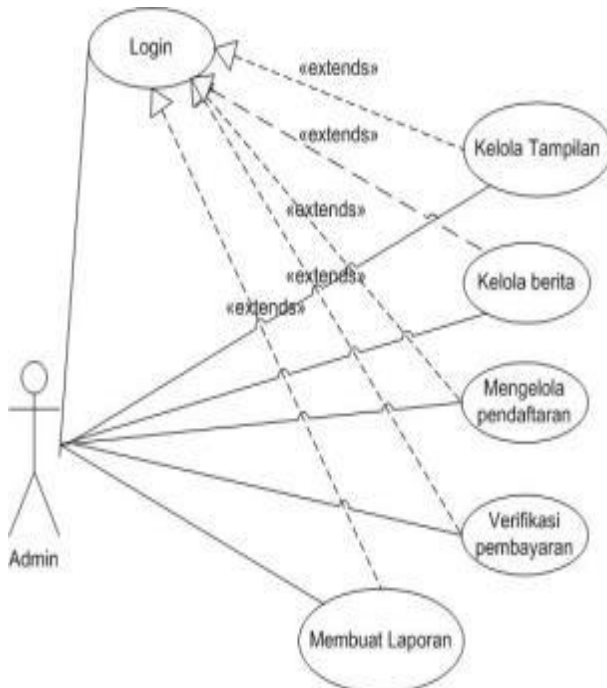 Login
«extends»
Kelola Tampilan
«extends»
«extends»
Kelola berita
«extends»
«extends»
Mengelola
pendaftaran
Verifikasi
pembayaran
Admin
Membuat Laporan